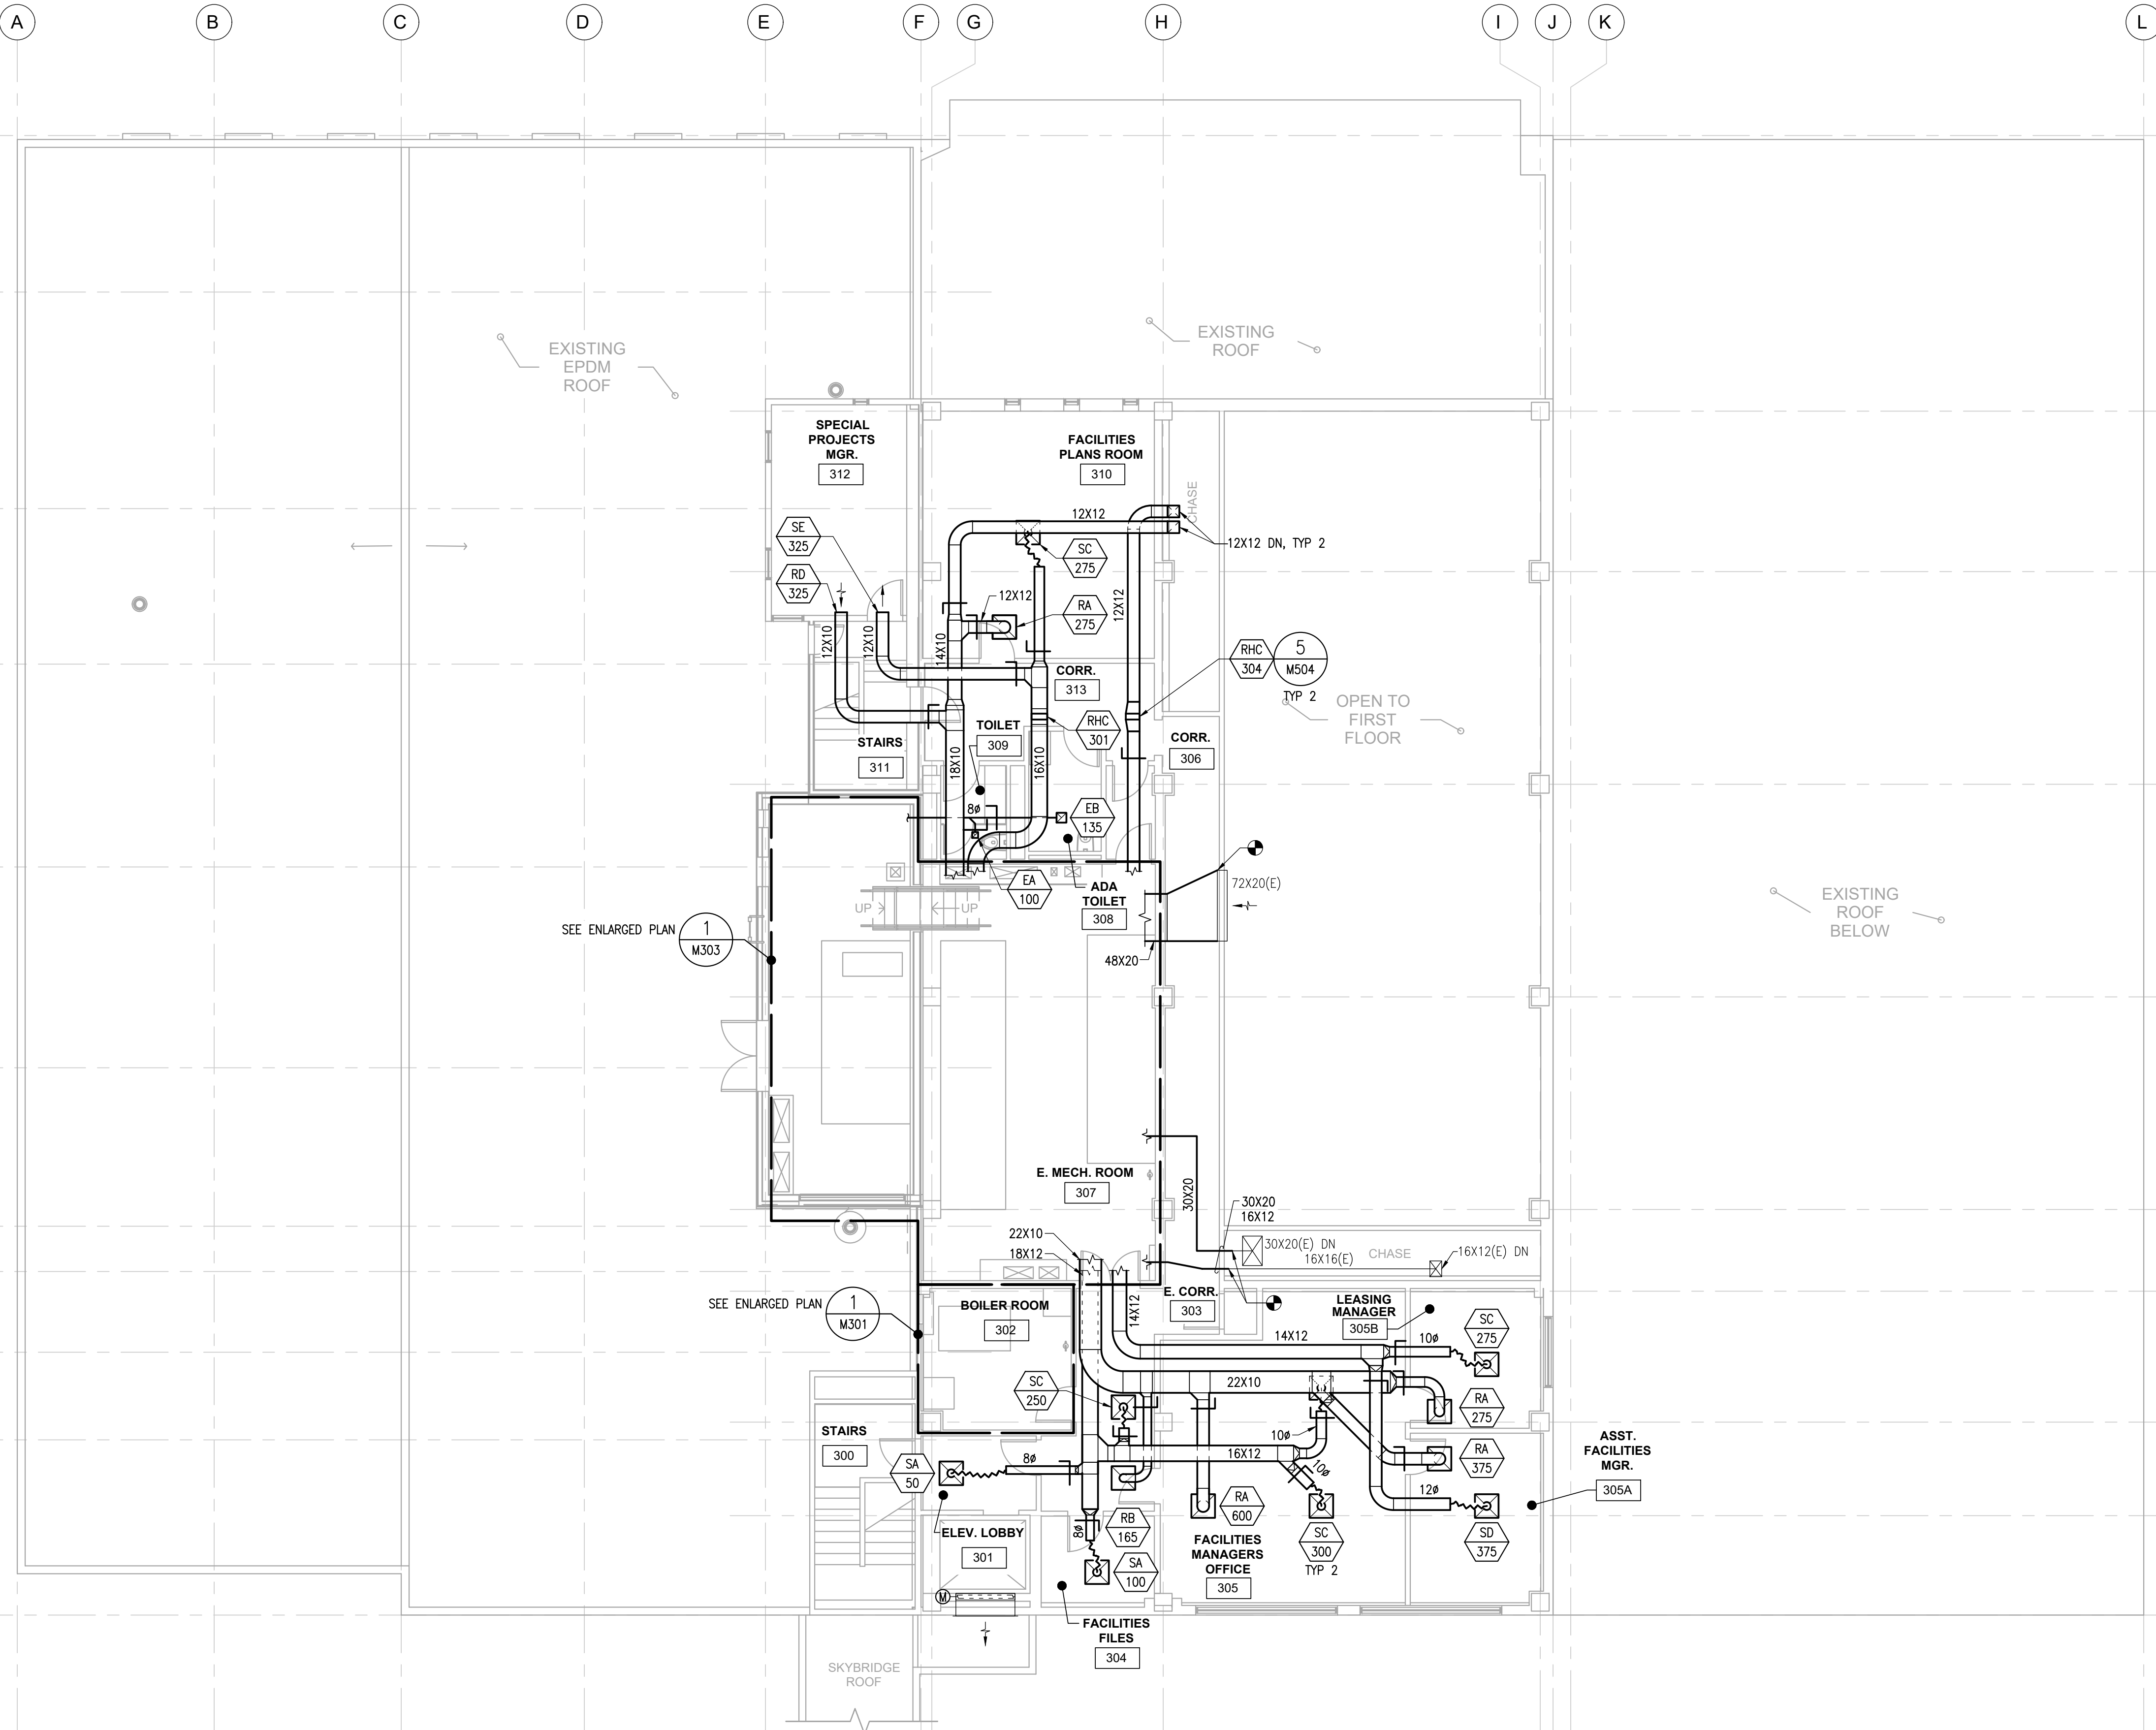 A
B
C
D
E
F
G
H
I
J
K
L
EXISTING
EPDM
ROOF
EXISTING
ROOF
SPECIAL
PROJECTS
MGR.
312
FACILITIES
PLANS ROOM
310
CHASE
12X12
12X12 DN, TYP 2
SE
325
SC
275
RD
325
12X12
RA
275
12X12
12X10
12X10
14X10
RHC
304
5
M504
TYP 2
CORR.
313
OPEN TO
FIRST
FLOOR
TOILET
309
RHC
301
CORR.
306
STAIRS
311
18X10
16X10
8ø
EB
135
EA
100
ADA
TOILET
308
72X20(E)
UP
UP
EXISTING
ROOF
BELOW
SEE ENLARGED PLAN
1
M303
48X20
E. MECH. ROOM
307
30X20
30X20
16X12
22X10
18X12
30X20(E) DN
16X16(E)
CHASE
16X12(E) DN
SEE ENLARGED PLAN
1
M301
BOILER ROOM
302
14X12
E. CORR.
303
LEASING
MANAGER
305B
14X12
10ø
SC
275
SC
250
22X10
RA
275
STAIRS
300
10ø
16X12
10ø
RA
375
ASST.
FACILITIES
MGR.
305A
SA
50
8ø
12ø
SD
375
RA
600
RB
165
8ø
SC
300
TYP 2
ELEV. LOBBY
301
FACILITIES
MANAGERS
OFFICE
305
SA
100
M
FACILITIES
FILES
304
SKYBRIDGE
ROOF